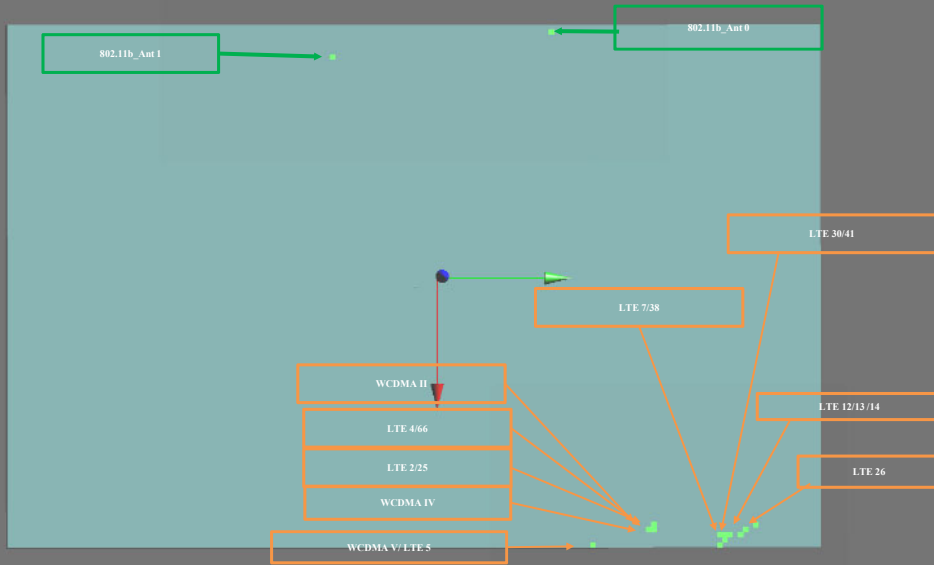 802.11b_Ant 0
802.11b_Ant 1
LTE 30/41
LTE 7/38
WCDMA II
LTE 12/13 /14
LTE 4/66
LTE 2/25
LTE 26
WCDMA IV
WCDMA V/ LTE 5